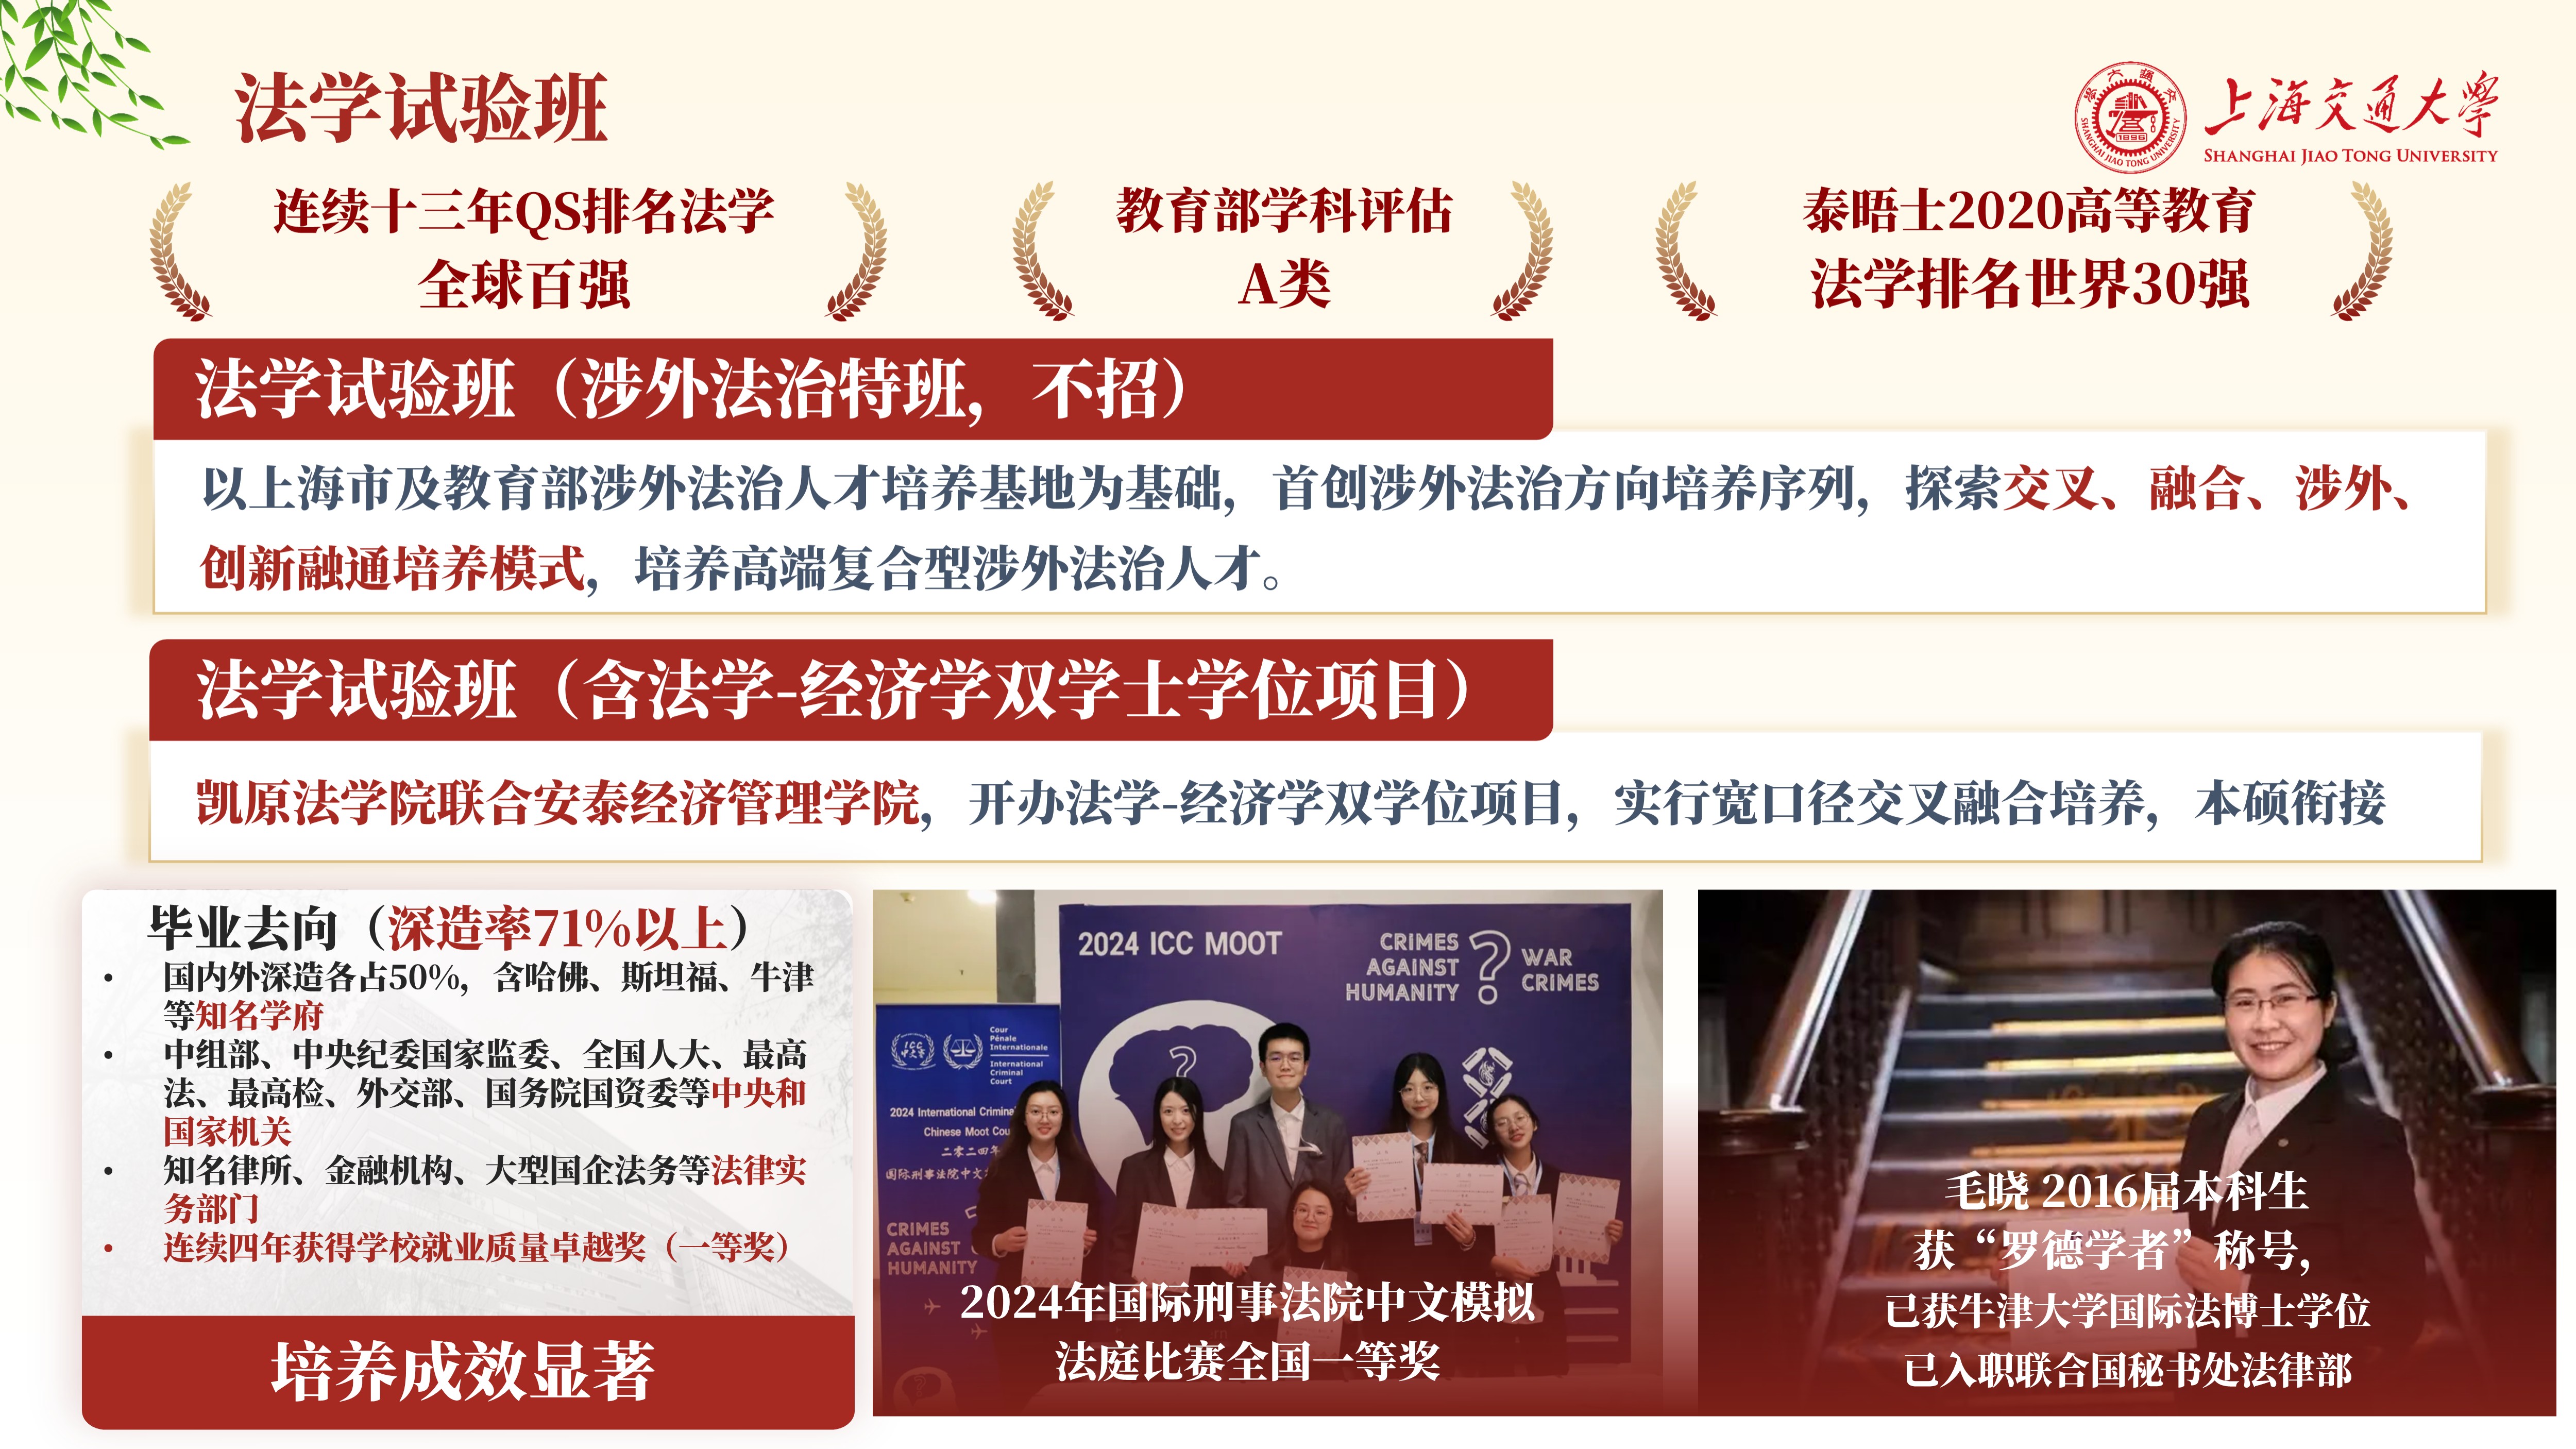 法学试验班
上海交通大学
SHANGHAI JIAO TONG UNIVERSITY
1896
SHANGHAI JIAO TONG UNIVERSITY
连续十三年QS排名法学
全球百强
教育部学科评估
A类
泰晤士2020高等教育
法学排名世界30强
法学试验班（涉外法治特班，不招）
以上海市及教育部涉外法治人才培养基地为基础，首创涉外法治方向培养序列，探索交叉、融合、涉外、
创新融通培养模式，培养高端复合型涉外法治人才。
法学试验班（含法学-经济学双学士学位项目）
凯原法学院联合安泰经济管理学院，开办法学-经济学双学位项目，实行宽口径交叉融合培养，本硕衔接
毕业去向（深造率71%以上）
• 国内外深造各占50%，含哈佛、斯坦福、牛津
等知名学府
• 中组部、中央纪委国家监委、全国人大、最高
法、最高检、外交部、国务院国资委等中央和
国家机关
• 知名律所、金融机构、大型国企法务等法律实
务部门
• 连续四年获得学校就业质量卓越奖（一等奖）
培养成效显著
2024 ICC MOOT
CRIMES
AGAINST
HUMANITY
?
WAR
CRIMES
?
ICC
中文赛
Cour
Pénale
Internationale
International
Criminal
Court
2024 International Crimina
Chinese Moot Cou
二零二四年
国际刑事法院中文
CRIMES
AGAINST
HUMANITY
2024年国际刑事法院中文模拟
法庭比赛全国一等奖
毛晓 2016届本科生
获“罗德学者”称号，
已获牛津大学国际法博士学位
已入职联合国秘书处法律部